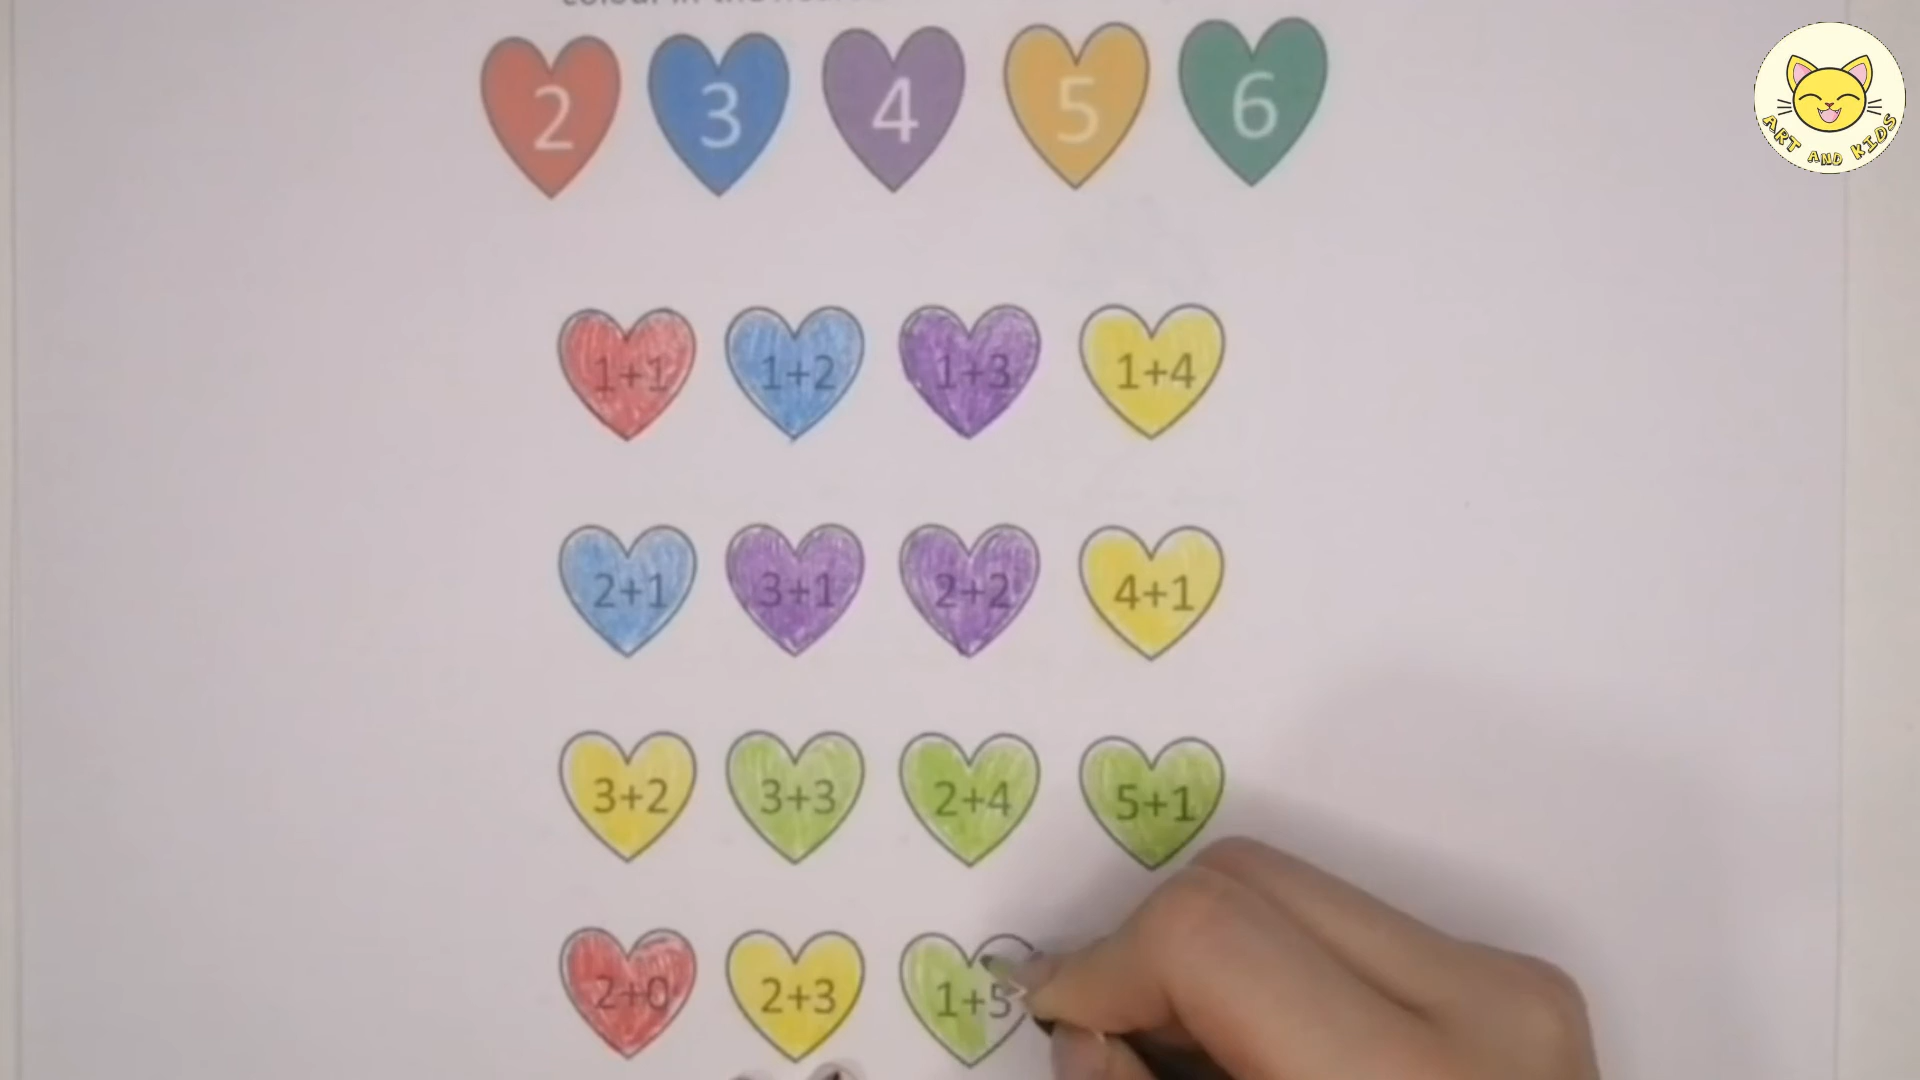 2 3 4 5 6
ART AND KIDS
1+1 1+2 1+3 1+4
2+1 3+1 2+2 4+1
3+2 3+3 2+4 5+1
2+0 2+3 1+5